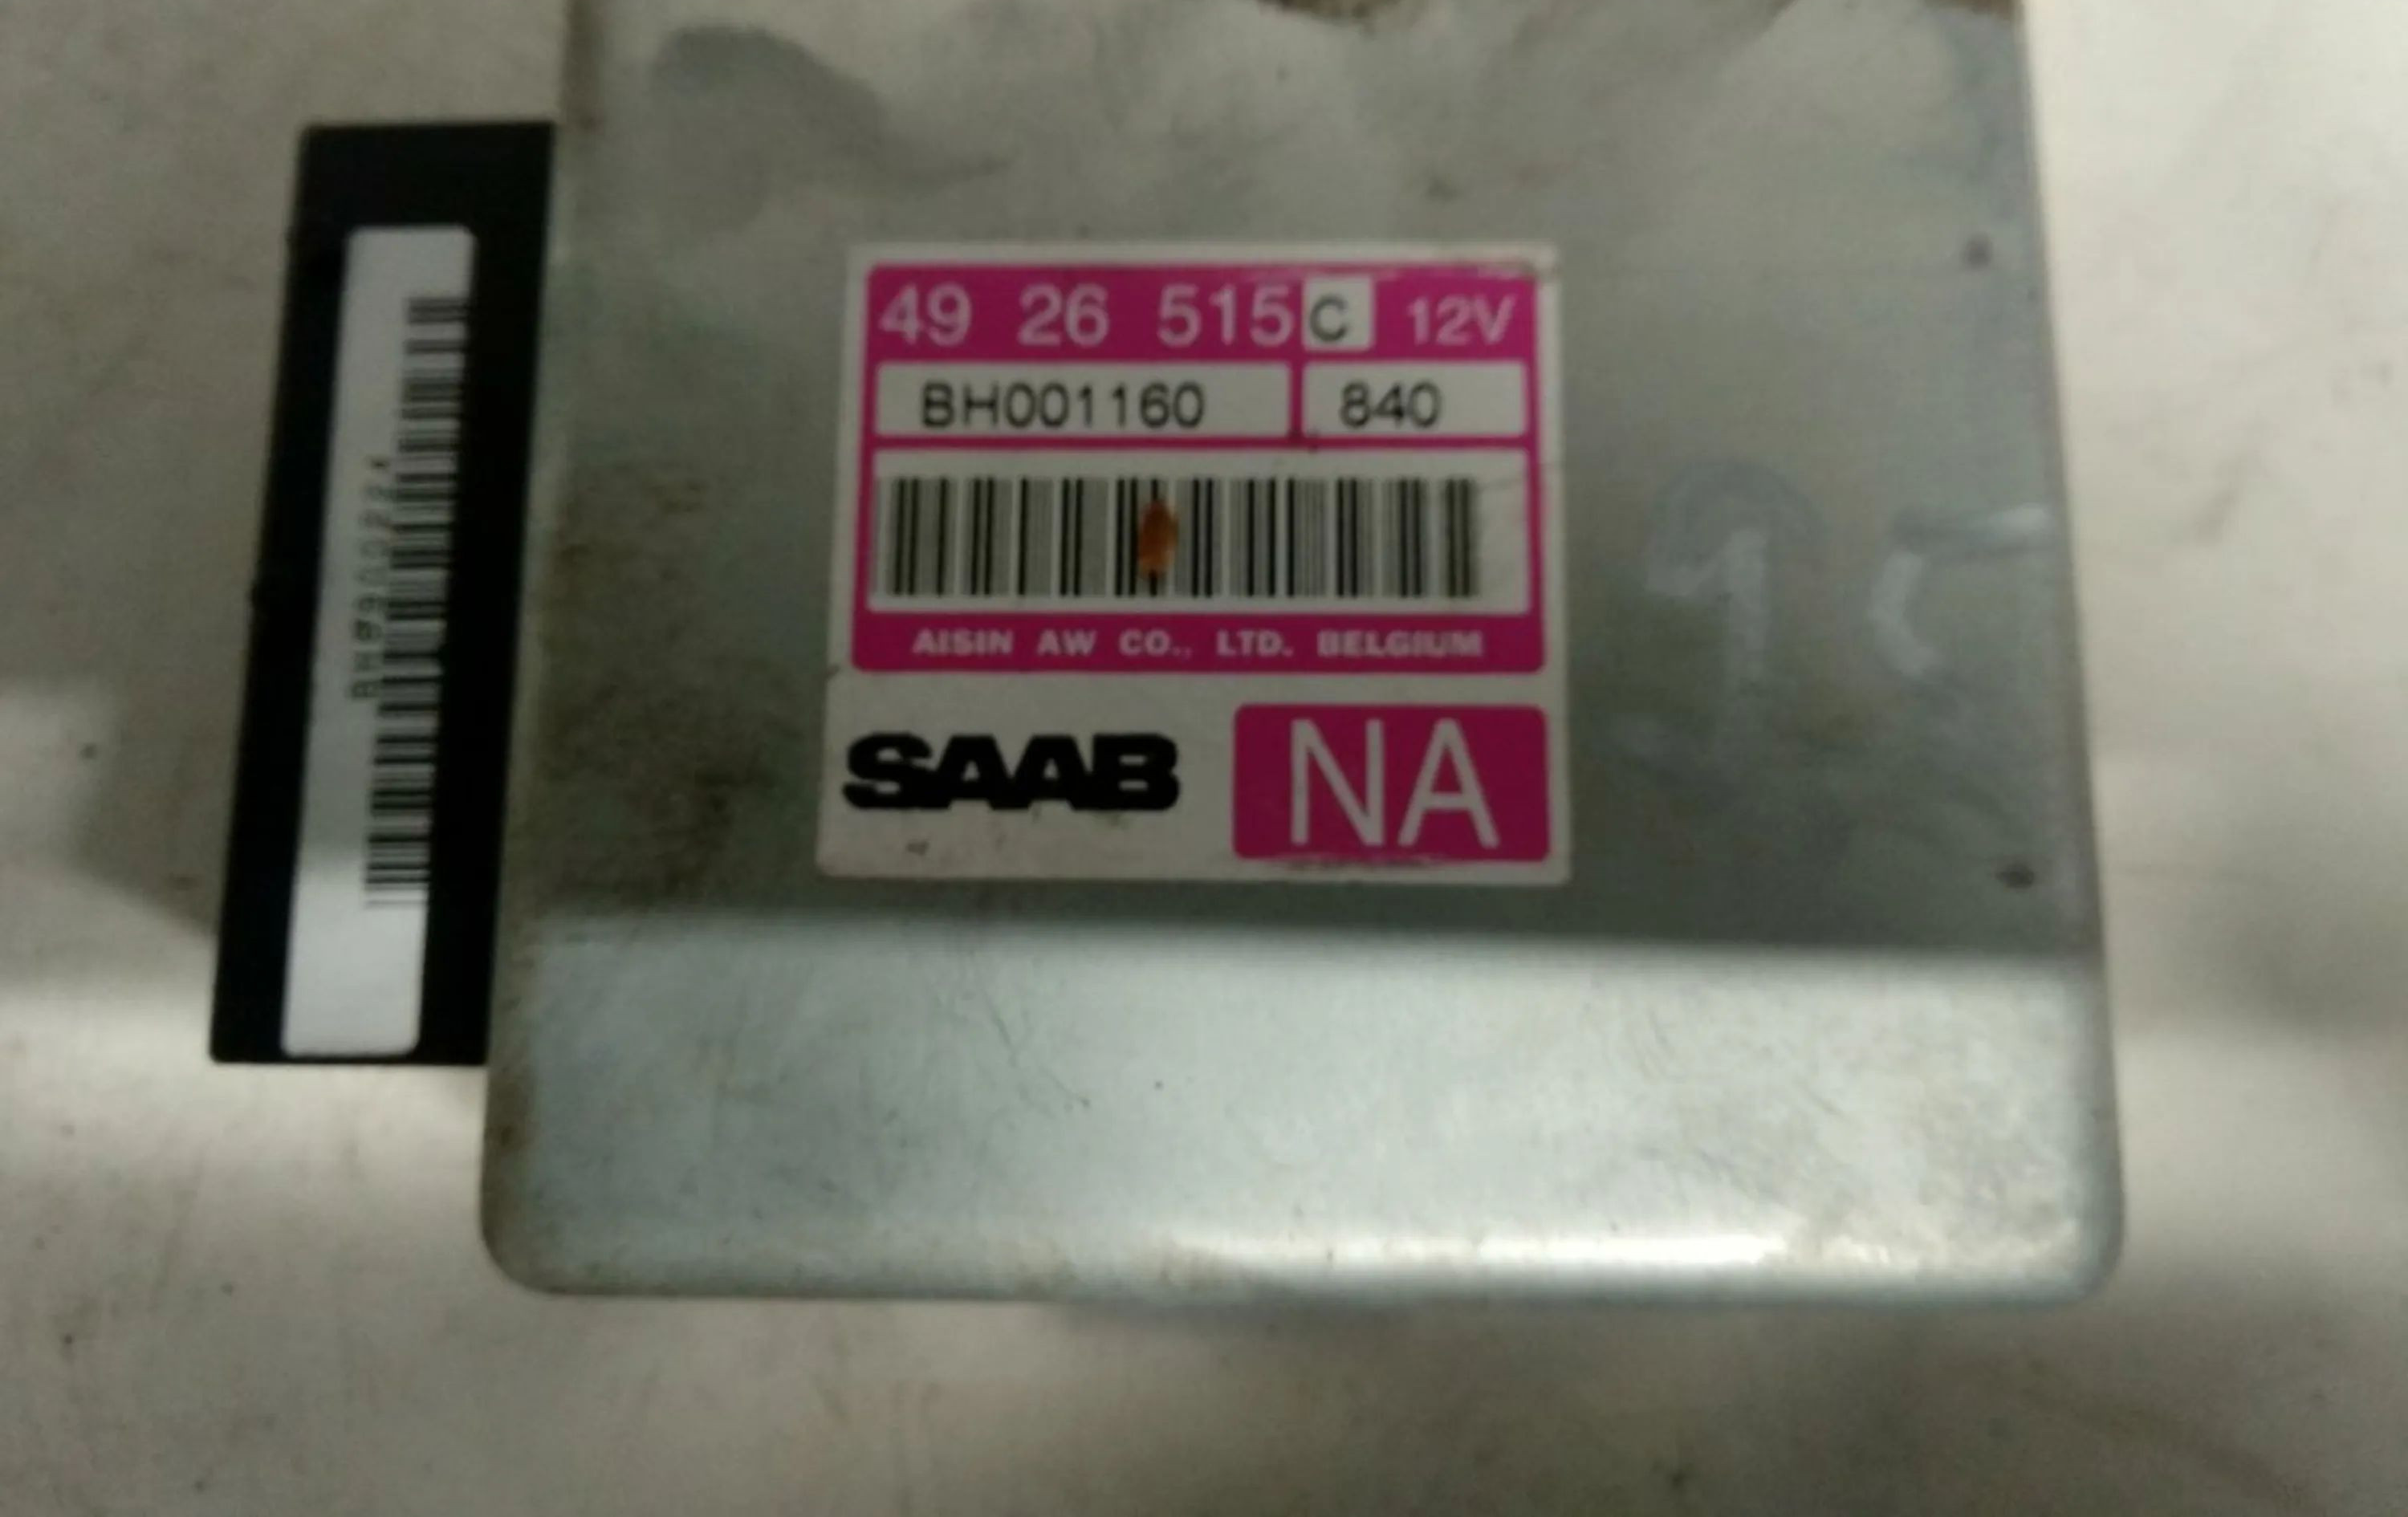 49 26 515 C 12V
BH001160 840
AISIN AW CO., LTD. BELGIUM
SAAB NA